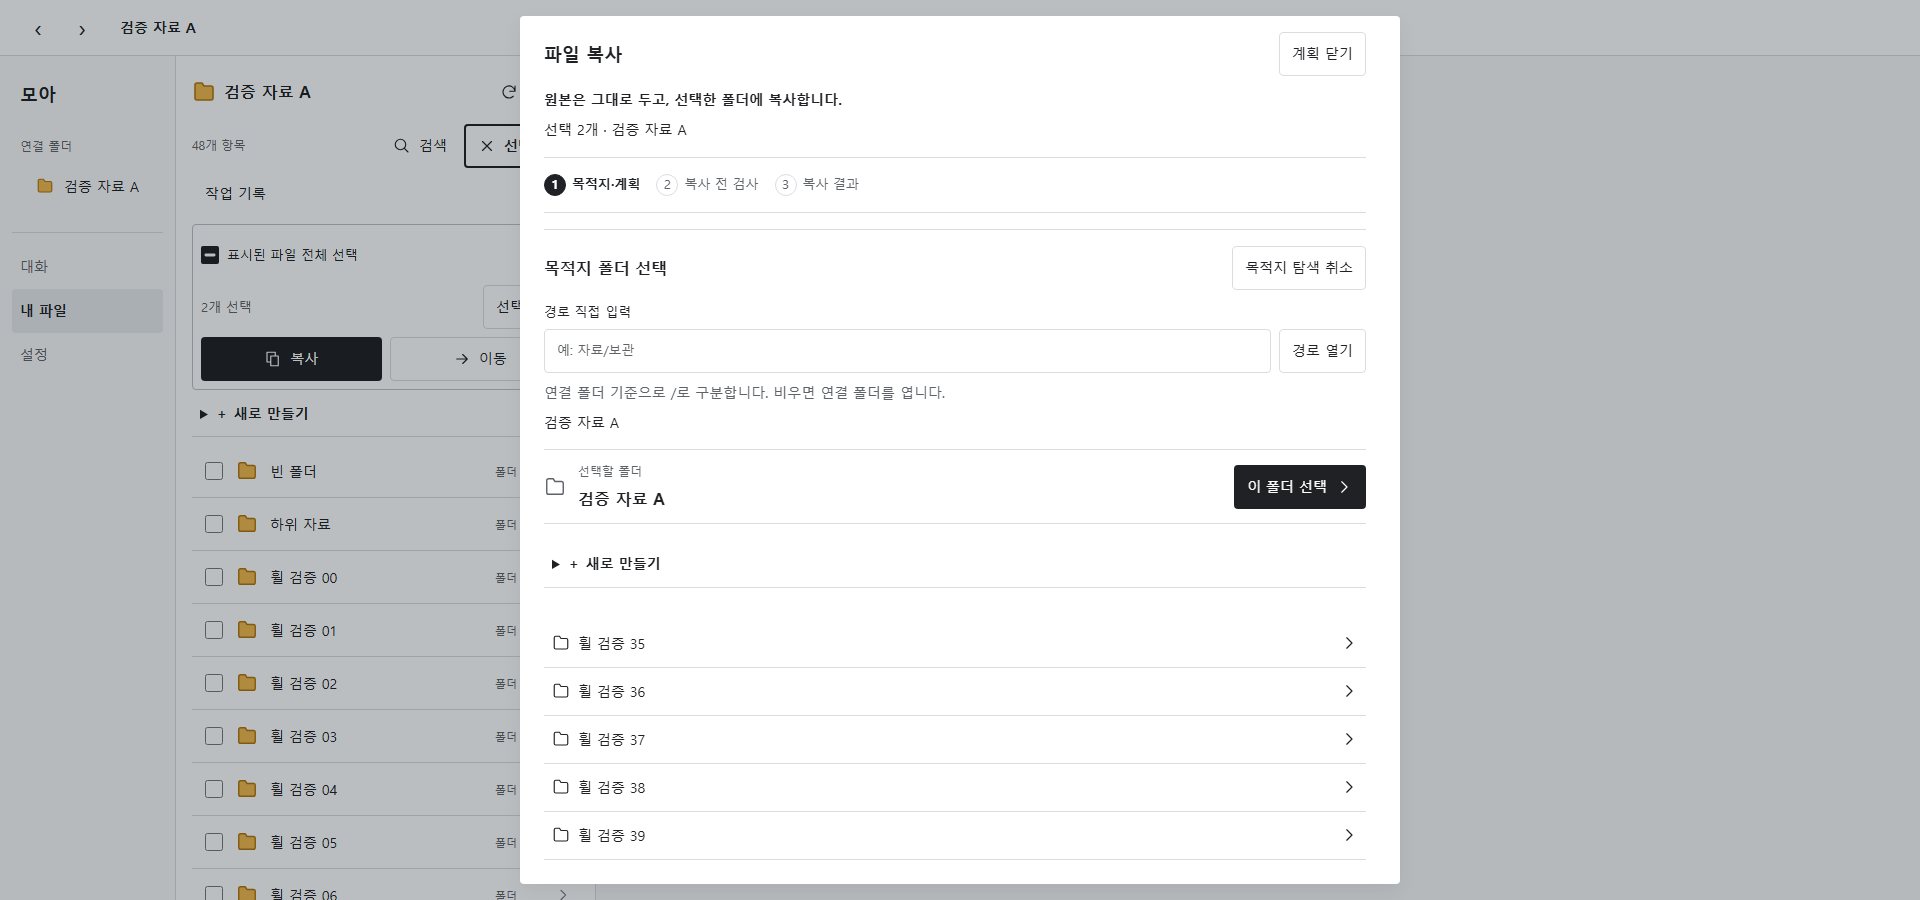 검증 자료 A
모아
연결 폴더
검증 자료 A
대화
내 파일
설정
검증 자료 A
48개 항목
검색
작업 기록
표시된 파일 전체 선택
2개 선택
선택
복사
이동
+ 새로 만들기
빈 폴더 폴더
하위 자료 폴더
휠 검증 00 폴더
휠 검증 01 폴더
휠 검증 02 폴더
휠 검증 03 폴더
휠 검증 04 폴더
휠 검증 05 폴더
휠 검증 06 폴더
파일 복사
계획 닫기
원본은 그대로 두고, 선택한 폴더에 복사합니다.
선택 2개 · 검증 자료 A
1 목적지·계획 2 복사 전 검사 3 복사 결과
목적지 폴더 선택
목적지 탐색 취소
경로 직접 입력
예: 자료/보관
경로 열기
연결 폴더 기준으로 /로 구분합니다. 비우면 연결 폴더를 엽니다.
검증 자료 A
선택할 폴더
검증 자료 A
이 폴더 선택
+ 새로 만들기
휠 검증 35
휠 검증 36
휠 검증 37
휠 검증 38
휠 검증 39